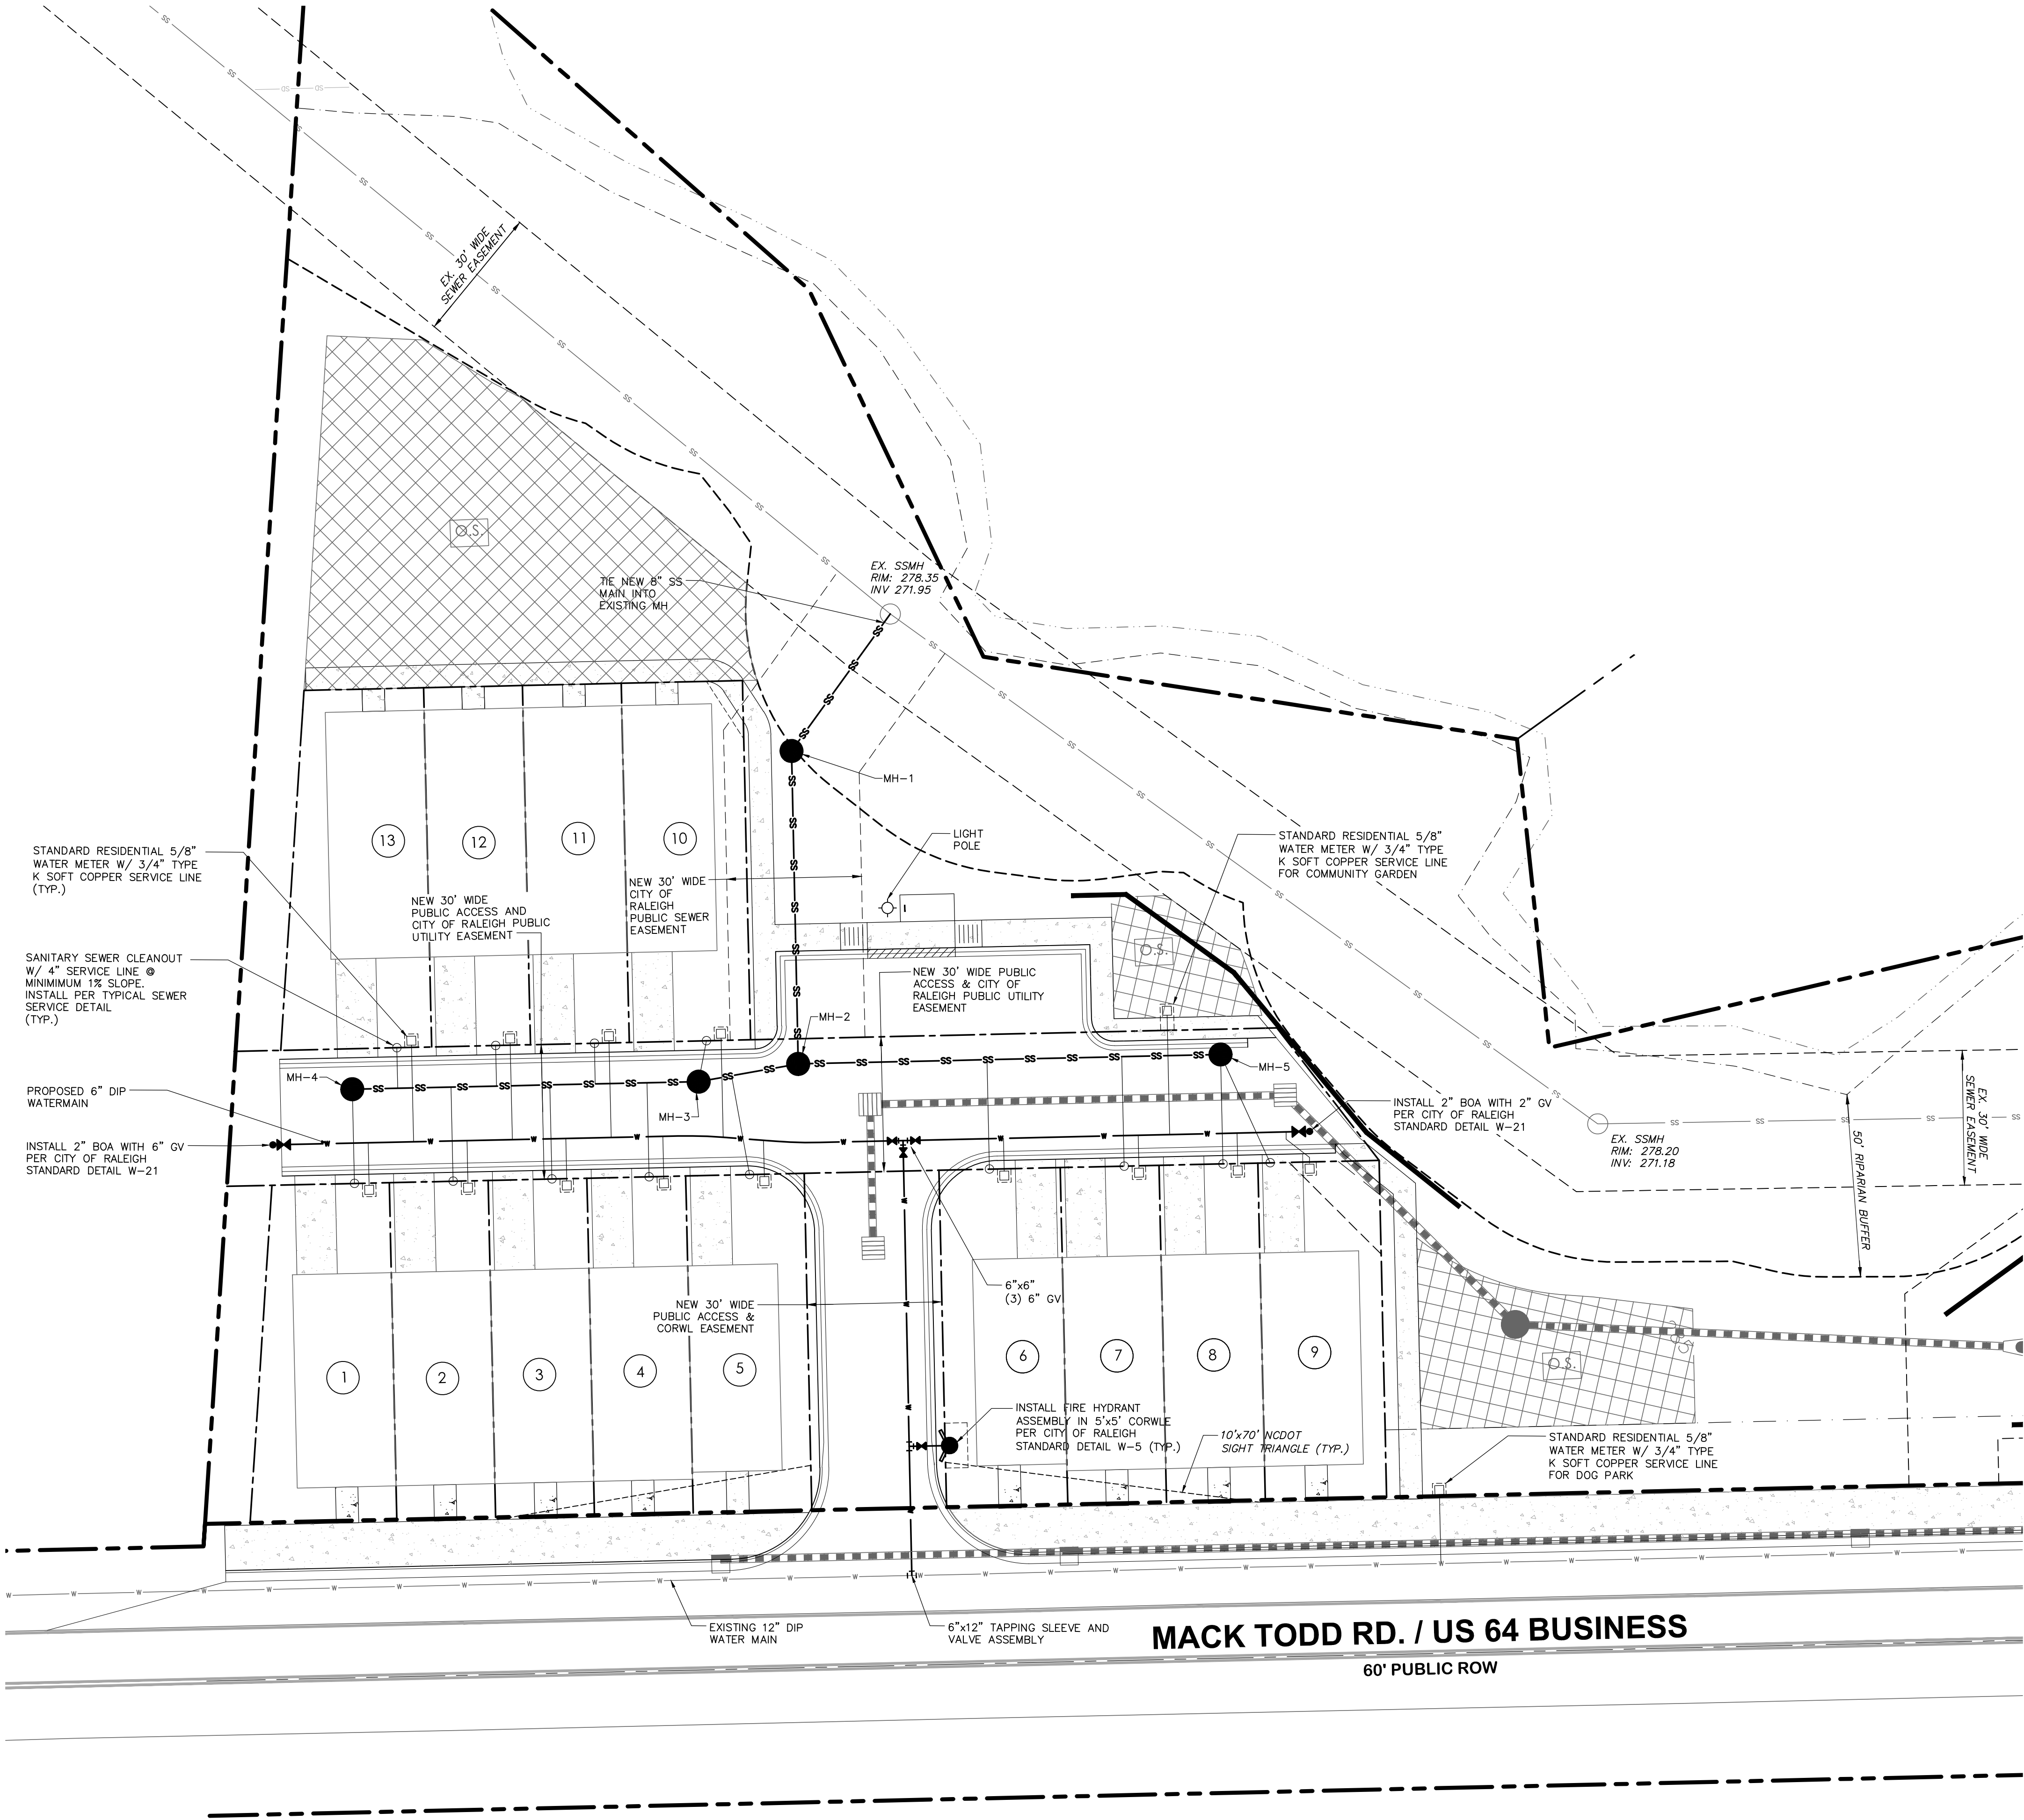 EX. 30' WIDE
SEWER EASEMENT
O.S.
TIE NEW 8" SS
MAIN INTO
EXISTING MH
EX. SSMH
RIM: 278.35
INV 271.95
MH-1
13
12
11
10
STANDARD RESIDENTIAL 5/8"
WATER METER W/ 3/4" TYPE
K SOFT COPPER SERVICE LINE
(TYP.)
NEW 30' WIDE
PUBLIC ACCESS AND
CITY OF RALEIGH PUBLIC
UTILITY EASEMENT
NEW 30' WIDE
CITY OF
RALEIGH
PUBLIC SEWER
EASEMENT
LIGHT
POLE
STANDARD RESIDENTIAL 5/8"
WATER METER W/ 3/4" TYPE
K SOFT COPPER SERVICE LINE
FOR COMMUNITY GARDEN
SANITARY SEWER CLEANOUT
W/ 4" SERVICE LINE @
MINIMIMUM 1% SLOPE.
INSTALL PER TYPICAL SEWER
SERVICE DETAIL
(TYP.)
O.S.
NEW 30' WIDE PUBLIC
ACCESS & CITY OF
RALEIGH PUBLIC UTILITY
EASEMENT
MH-2
MH-4
MH-3
MH-5
PROPOSED 6" DIP
WATERMAIN
INSTALL 2" BOA WITH 6" GV
PER CITY OF RALEIGH
STANDARD DETAIL W-21
INSTALL 2" BOA WITH 2" GV
PER CITY OF RALEIGH
STANDARD DETAIL W-21
EX. SSMH
RIM: 278.20
INV: 271.18
EX. 30' WIDE
SEWER EASEMENT
50' RIPARIAN BUFFER
6"x6"
(3) 6" GV
NEW 30' WIDE
PUBLIC ACCESS &
CORWL EASEMENT
1
2
3
4
5
6
7
8
9
O.S.
INSTALL FIRE HYDRANT
ASSEMBLY IN 5'x5' CORWLE
PER CITY OF RALEIGH
STANDARD DETAIL W-5 (TYP.)
10'x70' NCDOT
SIGHT TRIANGLE (TYP.)
STANDARD RESIDENTIAL 5/8"
WATER METER W/ 3/4" TYPE
K SOFT COPPER SERVICE LINE
FOR DOG PARK
EXISTING 12" DIP
WATER MAIN
6"x12" TAPPING SLEEVE AND
VALVE ASSEMBLY
MACK TODD RD. / US 64 BUSINESS
60' PUBLIC ROW